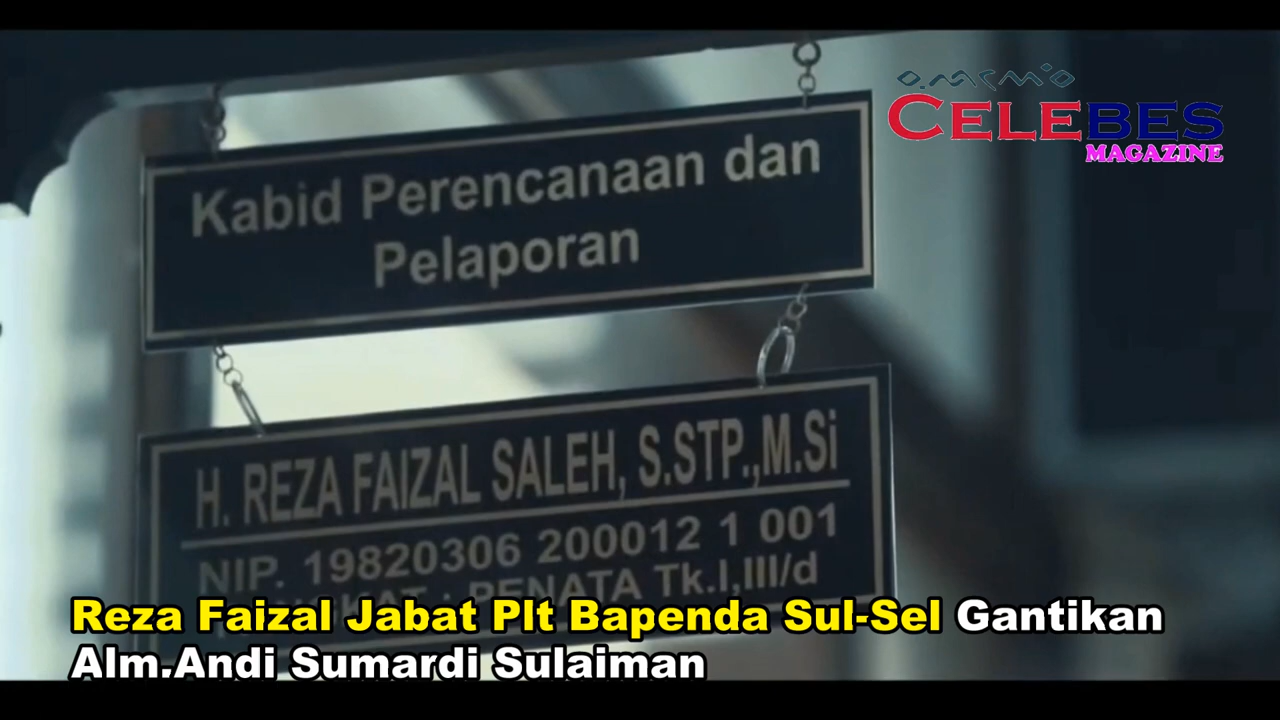 CELEBES
MAGAZINE
Kabid Perencanaan dan
Pelaporan
H. REZA FAIZAL SALEH, S.STP.,M.Si
NIP. 19820306 200012 1 001
: PENATA Tk.I,III/d
Reza Faizal Jabat Plt Bapenda Sul-Sel Gantikan
Alm.Andi Sumardi Sulaiman